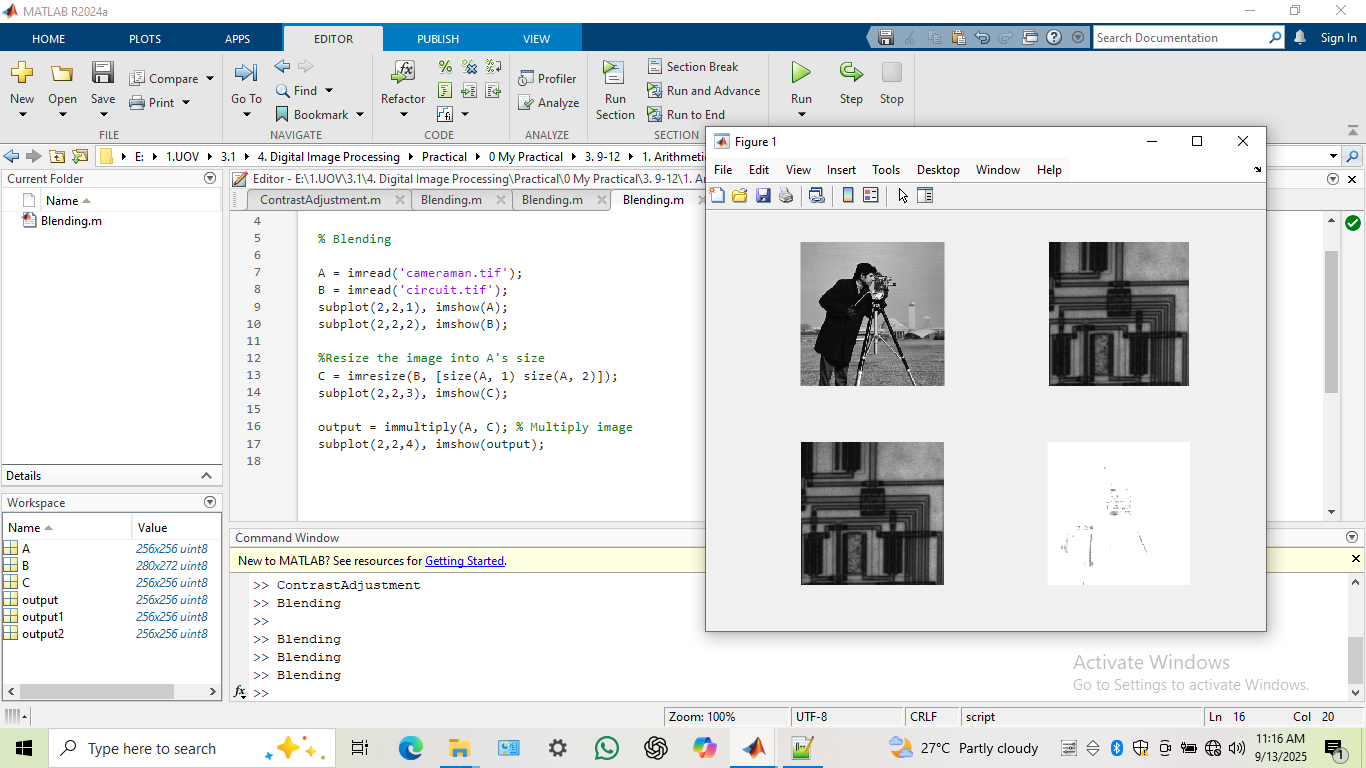 MATLAB R2024a
HOME PLOTS APPS EDITOR PUBLISH VIEW
Search Documentation
Sign In
New Open Save
Compare
Print
FILE
Go To
Find
Bookmark
NAVIGATE
Refactor
CODE
Profiler
Analyze
ANALYZE
Run Section
Section Break
Run and Advance
Run to End
SECTION
Run Step Stop
E: 1.UOV 3.1 4. Digital Image Processing Practical 0 My Practical 3. 9-12 1. Arithmeti
Current Folder
Name
Blending.m
Details
Workspace
Name Value
A 256x256 uint8
B 280x272 uint8
C 256x256 uint8
output 256x256 uint8
output1 256x256 uint8
output2 256x256 uint8
Editor - E:\1.UOV\3.1\4. Digital Image Processing\Practical\0 My Practical\3. 9-12\1. Ar
ContrastAdjustment.m Blending.m Blending.m Blending.m
4
5 % Blending
6
7 A = imread('cameraman.tif');
8 B = imread('circuit.tif');
9 subplot(2,2,1), imshow(A);
10 subplot(2,2,2), imshow(B);
11
12 %Resize the image into A's size
13 C = imresize(B, [size(A, 1) size(A, 2)]);
14 subplot(2,2,3), imshow(C);
15
16 output = immultiply(A, C); % Multiply image
17 subplot(2,2,4), imshow(output);
18
Command Window
New to MATLAB? See resources for Getting Started.
>> ContrastAdjustment
>> Blending
>>
>> Blending
>> Blending
>> Blending
fx >>
Figure 1
File Edit View Insert Tools Desktop Window Help
Activate Windows
Go to Settings to activate Windows.
Zoom: 100% UTF-8 CRLF script Ln 16 Col 20
Type here to search
27°C Partly cloudy
11:16 AM
9/13/2025
1